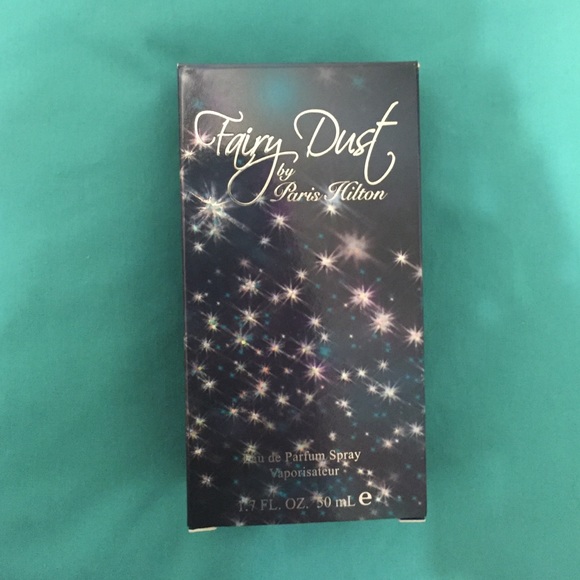 Fairy Dust
by
Paris Hilton
Eau de Parfum Spray
Vaporisateur
1.7 FL. OZ. 50 mL e